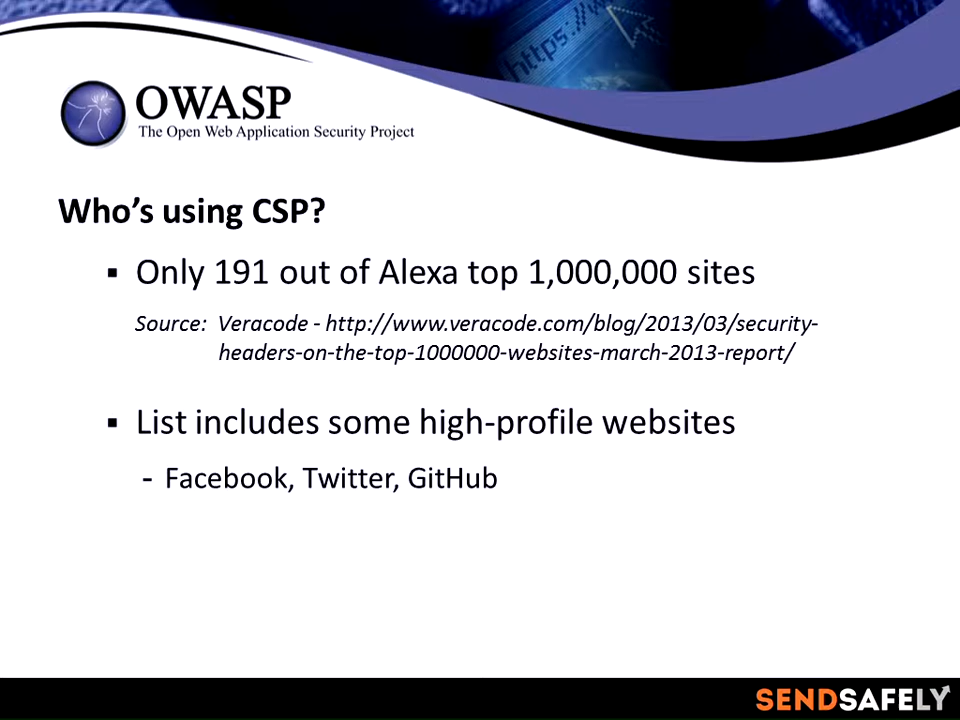 https://w
OWASP
The Open Web Application Security Project
Who’s using CSP?
▪ Only 191 out of Alexa top 1,000,000 sites
Source: Veracode - http://www.veracode.com/blog/2013/03/security-
headers-on-the-top-1000000-websites-march-2013-report/
▪ List includes some high-profile websites
- Facebook, Twitter, GitHub
SENDSAFELY